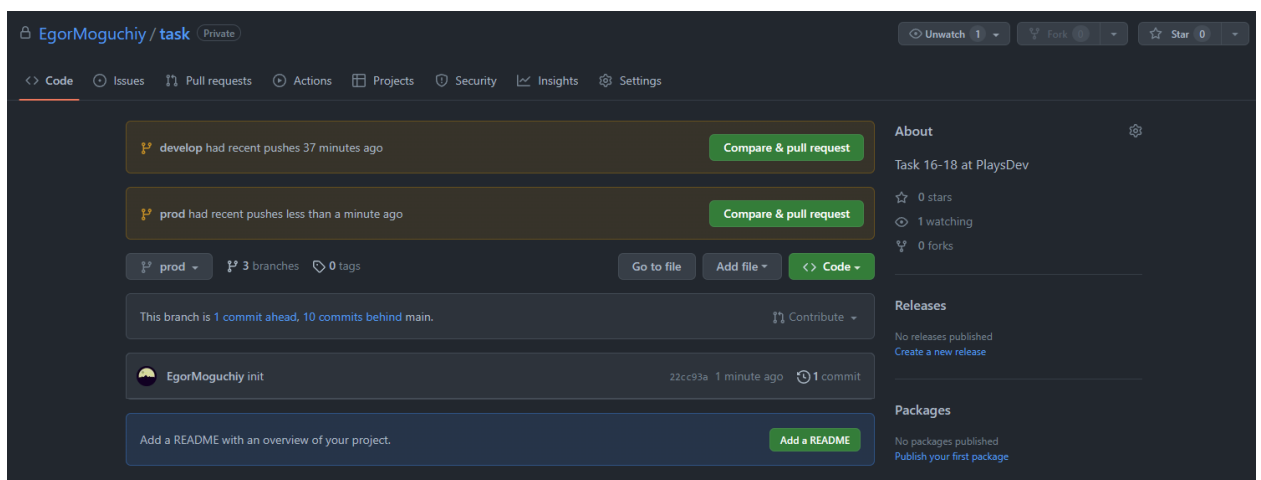 EgorMoguchiy / task Private Unwatch 1 Fork 0 Star 0
Code Issues Pull requests Actions Projects Security Insights Settings
develop had recent pushes 37 minutes ago Compare & pull request
prod had recent pushes less than a minute ago Compare & pull request
prod 3 branches 0 tags Go to file Add file Code
This branch is 1 commit ahead, 10 commits behind main. Contribute
EgorMoguchiy init 22cc93a 1 minute ago 1 commit
Add a README with an overview of your project. Add a README
About
Task 16-18 at PlaysDev
0 stars
1 watching
0 forks
Releases
No releases published
Create a new release
Packages
No packages published
Publish your first package